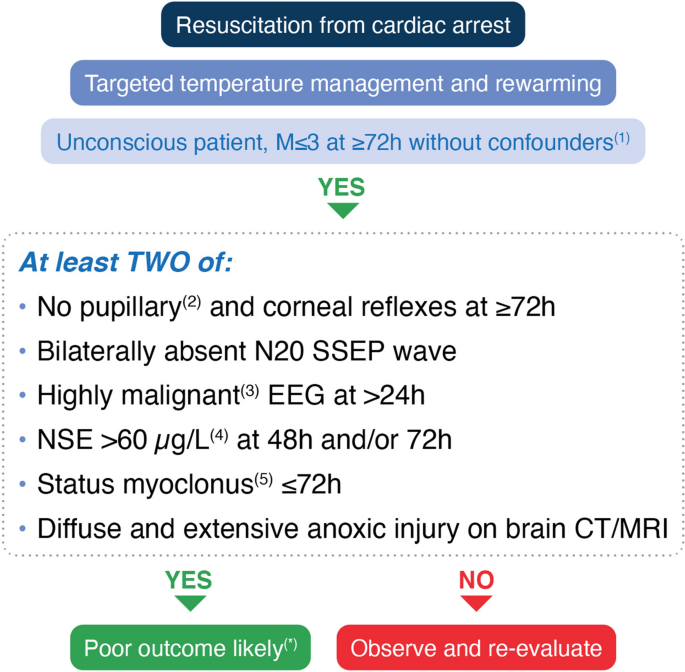 Resuscitation from cardiac arrest
Targeted temperature management and rewarming
Unconscious patient, M≤3 at ≥72h without confounders(1)
YES
At least TWO of:
• No pupillary(2) and corneal reflexes at ≥72h
• Bilaterally absent N20 SSEP wave
• Highly malignant(3) EEG at >24h
• NSE >60 µg/L(4) at 48h and/or 72h
• Status myoclonus(5) ≤72h
• Diffuse and extensive anoxic injury on brain CT/MRI
YES
NO
Poor outcome likely(*)
Observe and re-evaluate